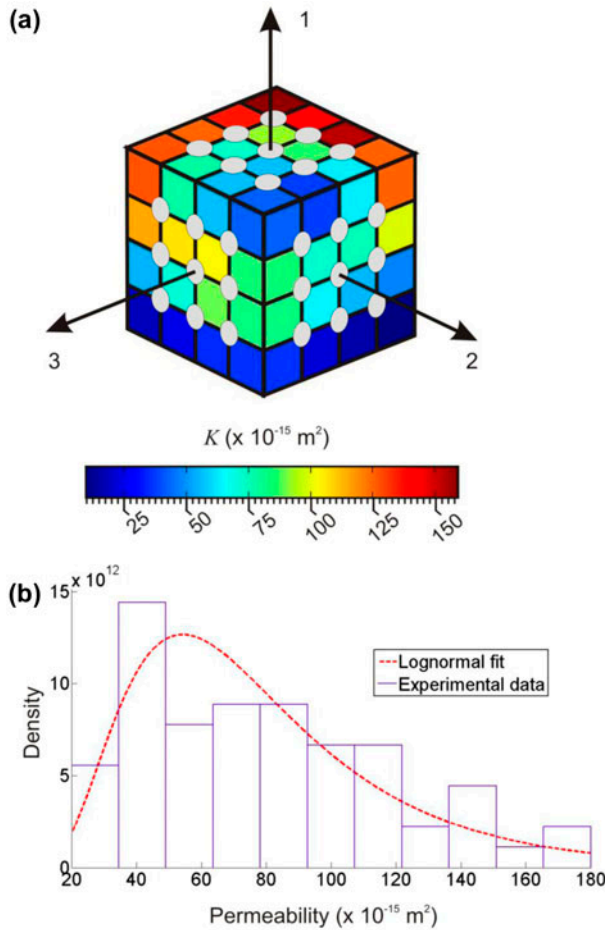 (a)
1
3
2
K (x 10⁻¹⁵ m²)
25 50 75 100 125 150
(b)
x 10¹²
15
10
5
0
Density
Lognormal fit
Experimental data
20 40 60 80 100 120 140 160 180
Permeability (x 10⁻¹⁵ m²)